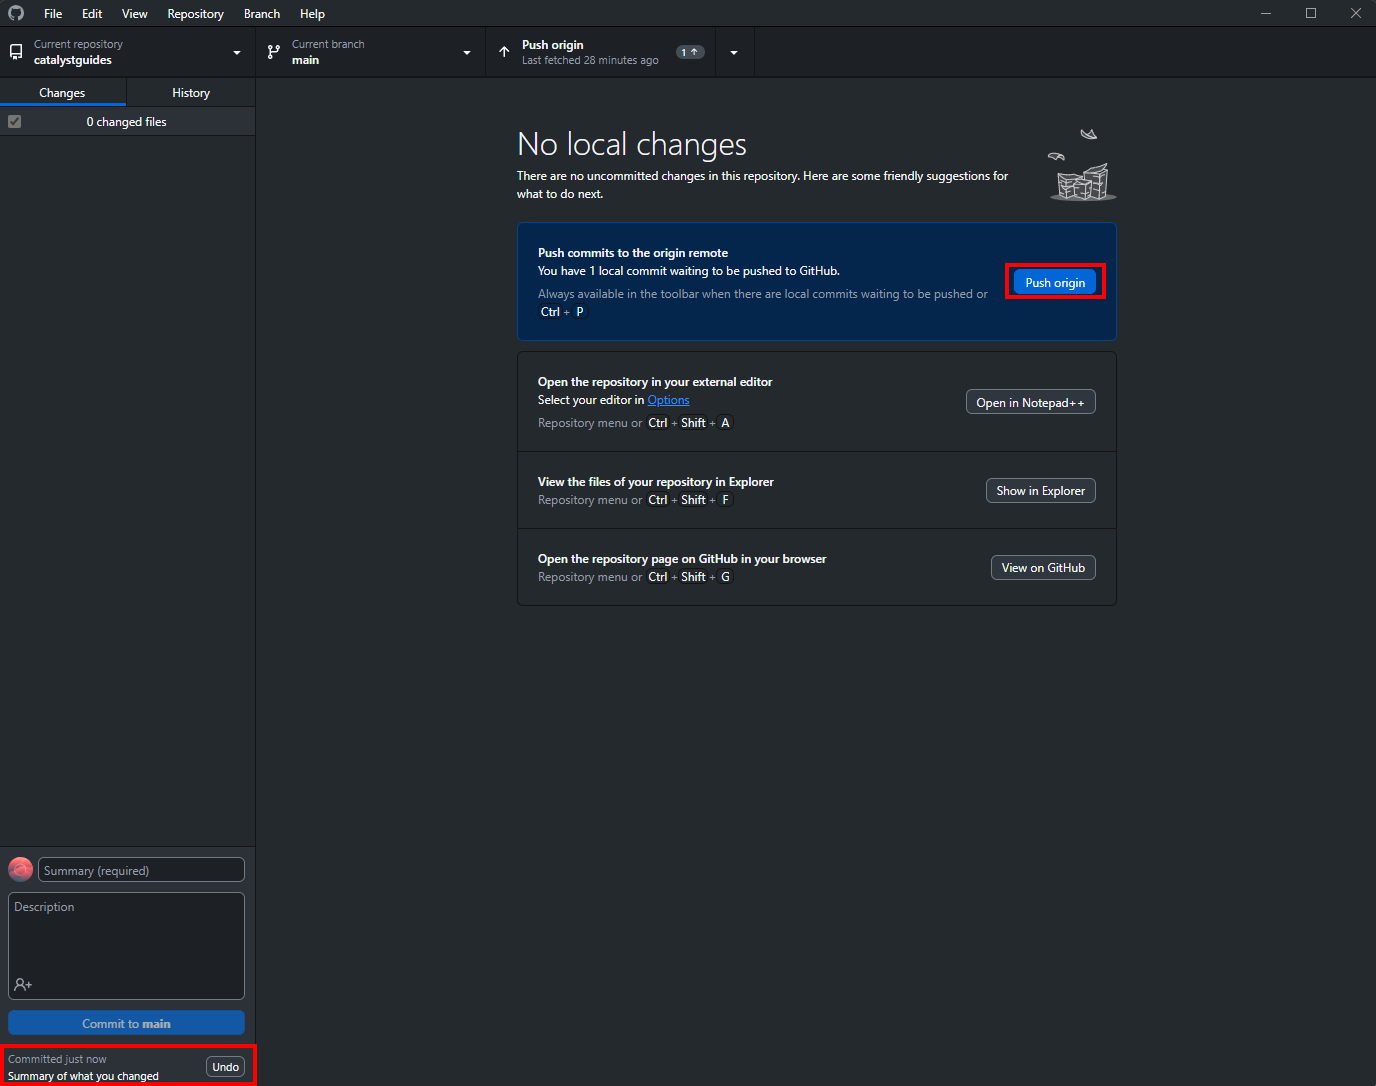 File Edit View Repository Branch Help
Current repository
catalystguides
Current branch
main
Push origin
Last fetched 28 minutes ago
1
Changes
History
0 changed files
No local changes
There are no uncommitted changes in this repository. Here are some friendly suggestions for
what to do next.
Push commits to the origin remote
You have 1 local commit waiting to be pushed to GitHub.
Always available in the toolbar when there are local commits waiting to be pushed or
Ctrl + P
Push origin
Open the repository in your external editor
Select your editor in Options
Repository menu or Ctrl + Shift + A
Open in Notepad++
View the files of your repository in Explorer
Repository menu or Ctrl + Shift + F
Show in Explorer
Open the repository page on GitHub in your browser
Repository menu or Ctrl + Shift + G
View on GitHub
Summary (required)
Description
Commit to main
Committed just now
Summary of what you changed
Undo